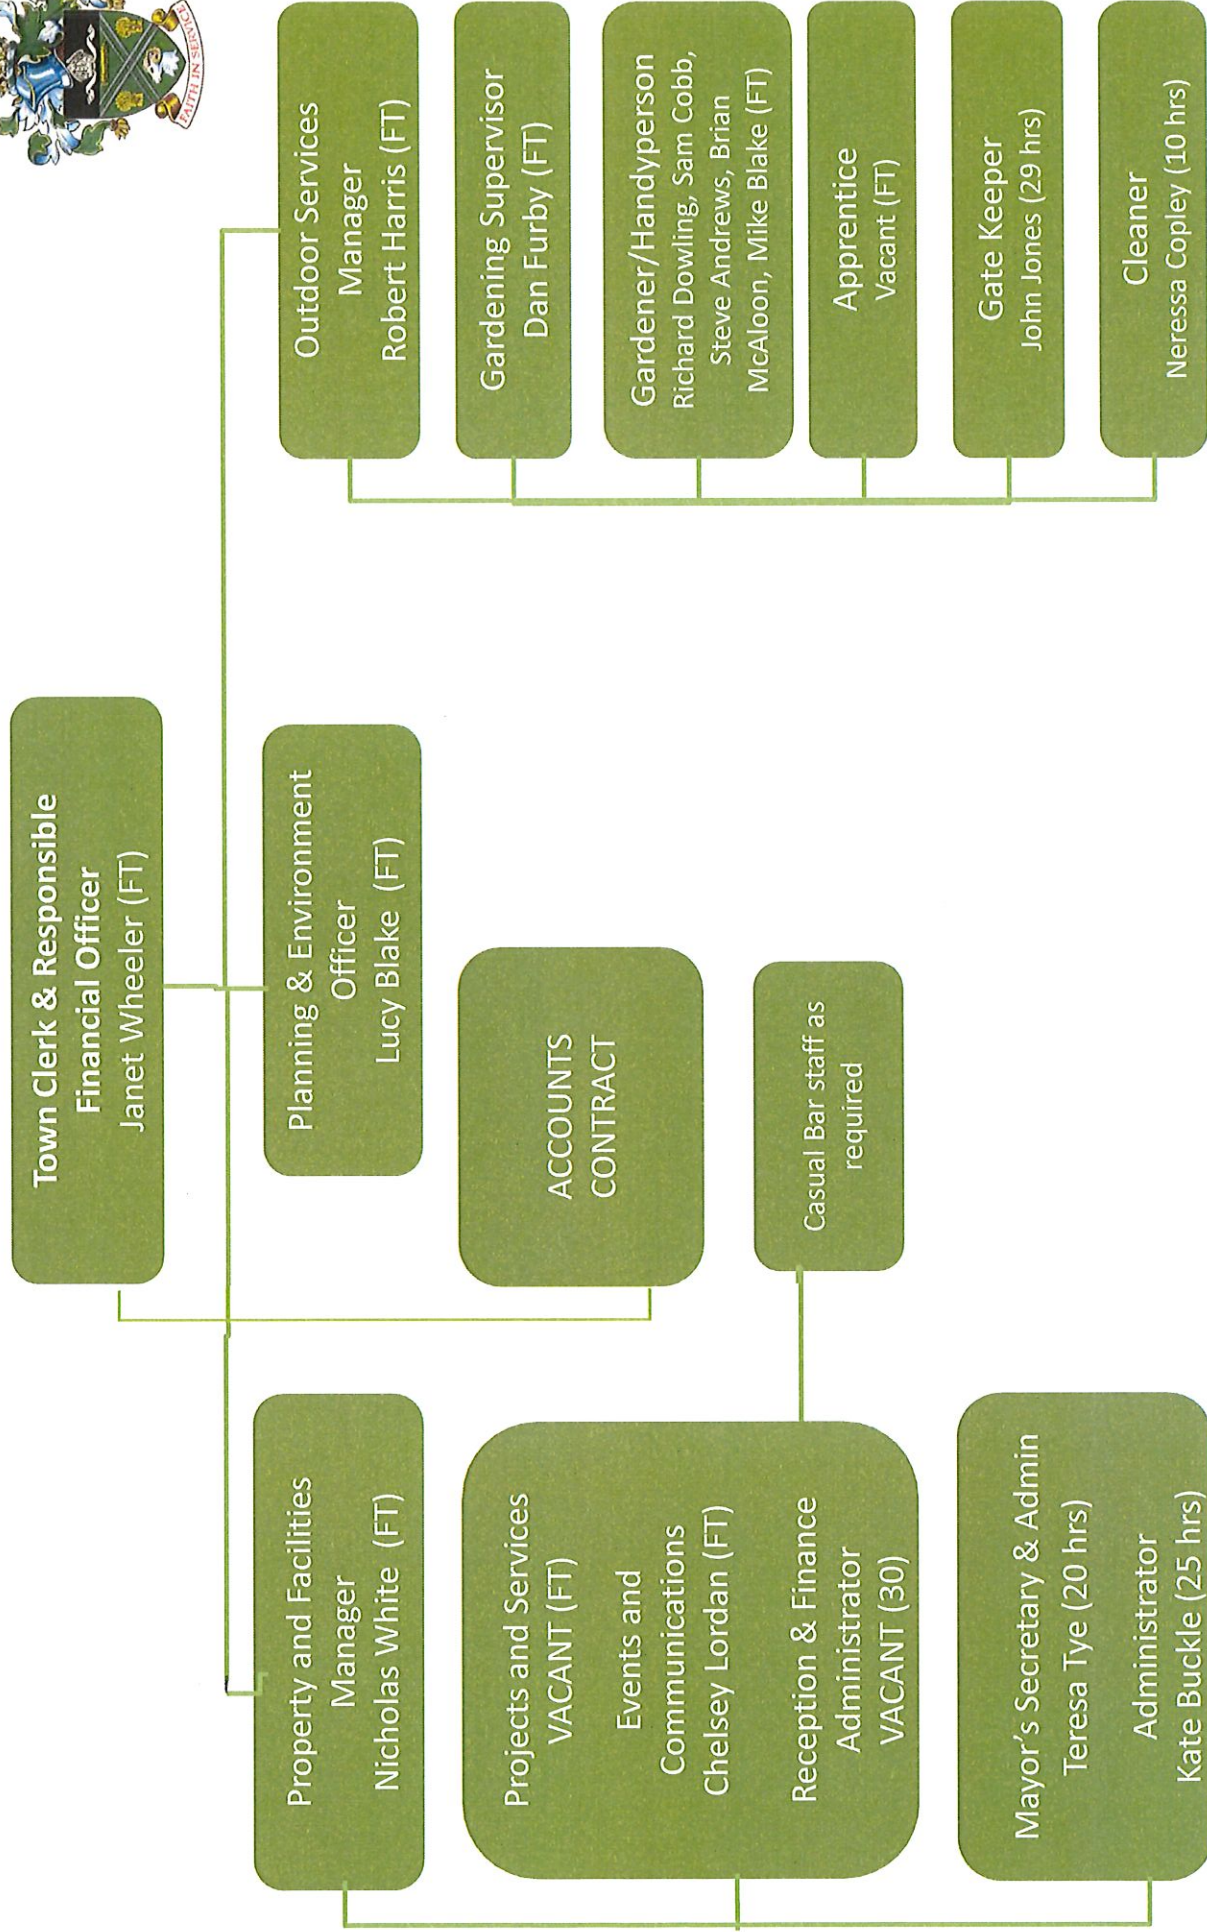 FAITH IN SERVICE
Town Clerk & Responsible
Financial Officer
Janet Wheeler (FT)
Property and Facilities
Manager
Nicholas White (FT)
Planning & Environment
Officer
Lucy Blake (FT)
Outdoor Services
Manager
Robert Harris (FT)
Projects and Services
VACANT (FT)
Events and
Communications
Chelsey Lordan (FT)
Reception & Finance
Administrator
VACANT (30)
ACCOUNTS
CONTRACT
Casual Bar staff as
required
Mayor's Secretary & Admin
Teresa Tye (20 hrs)
Administrator
Kate Buckle (25 hrs)
Gardening Supervisor
Dan Furby (FT)
Gardener/Handyperson
Richard Dowling, Sam Cobb,
Steve Andrews, Brian
McAloon, Mike Blake (FT)
Apprentice
Vacant (FT)
Gate Keeper
John Jones (29 hrs)
Cleaner
Neressa Copley (10 hrs)